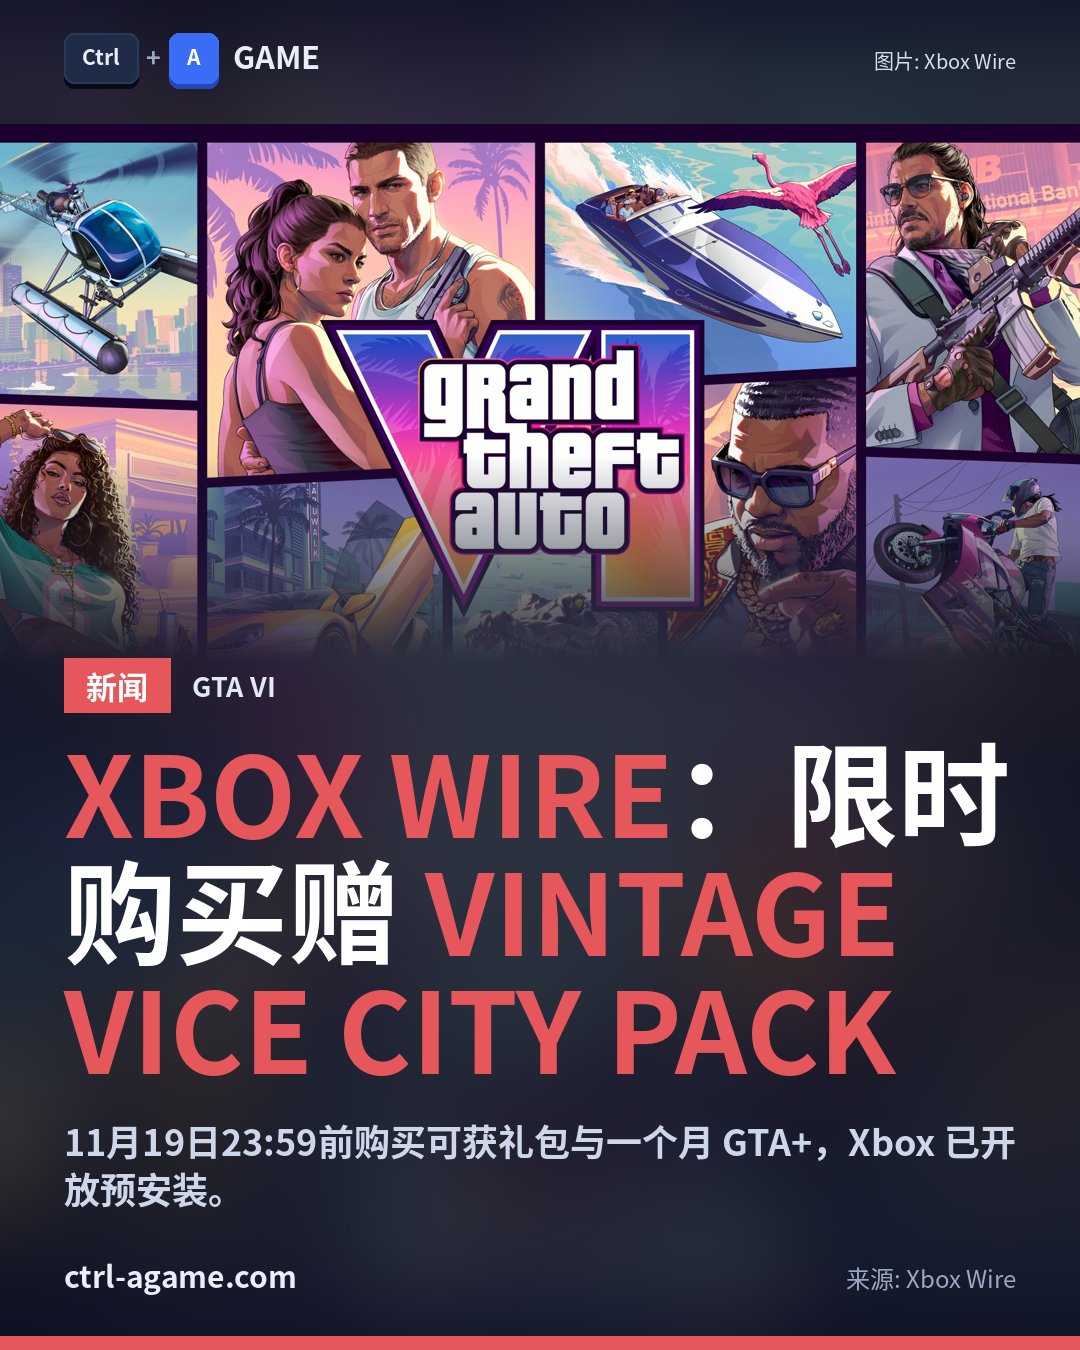 Ctrl + A GAME
图片: Xbox Wire
VI
grand
theft
auto
新闻 GTA VI
XBOX WIRE：限时
购买赠 VINTAGE
VICE CITY PACK
11月19日23:59前购买可获礼包与一个月 GTA+，Xbox 已开
放预安装。
ctrl-agame.com
来源: Xbox Wire